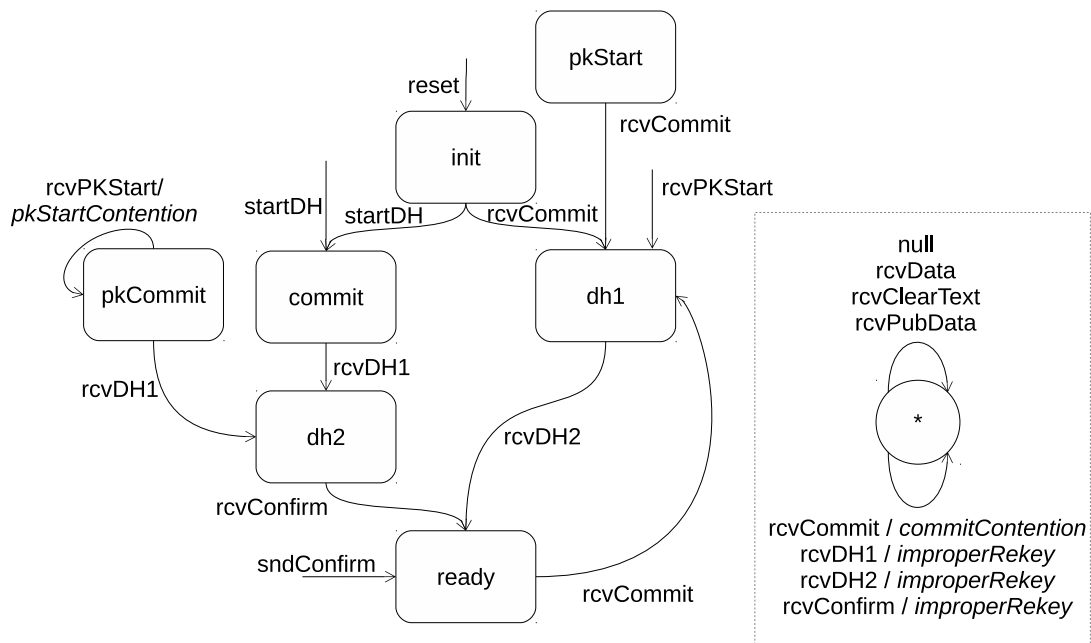 pkStart
reset
rcvCommit
init
rcvPKStart/
pkStartContention
startDH
startDH
rcvCommit
rcvPKStart
pkCommit
commit
dh1
rcvDH1
rcvDH1
dh2
rcvDH2
rcvConfirm
sndConfirm
ready
rcvCommit
null
rcvData
rcvClearText
rcvPubData
*
rcvCommit / commitContention
rcvDH1 / improperRekey
rcvDH2 / improperRekey
rcvConfirm / improperRekey